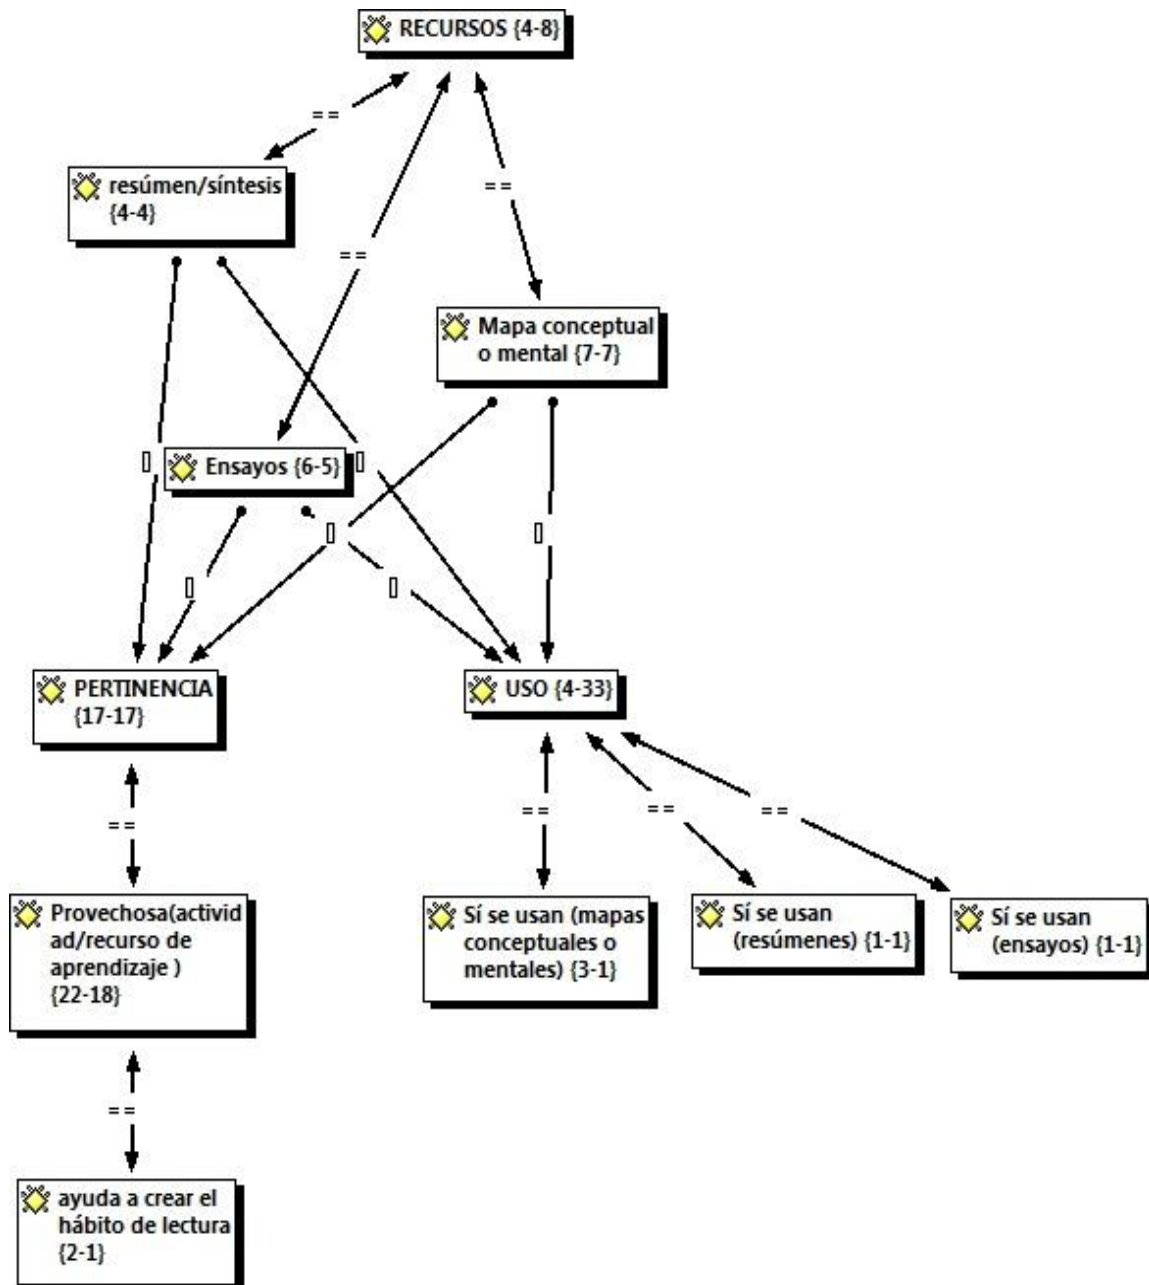 RECURSOS {4-8}
==
resúmen/síntesis
{4-4}
==
==
Mapa conceptual
o mental {7-7}
[]
Ensayos {6-5}
[]
[]
[]
[]
[]
PERTINENCIA
{17-17}
USO {4-33}
==
==
==
==
Provechosa(activid
ad/recurso de
aprendizaje )
{22-18}
Sí se usan (mapas
conceptuales o
mentales) {3-1}
Sí se usan
(resúmenes) {1-1}
Sí se usan
(ensayos) {1-1}
==
ayuda a crear el
hábito de lectura
{2-1}